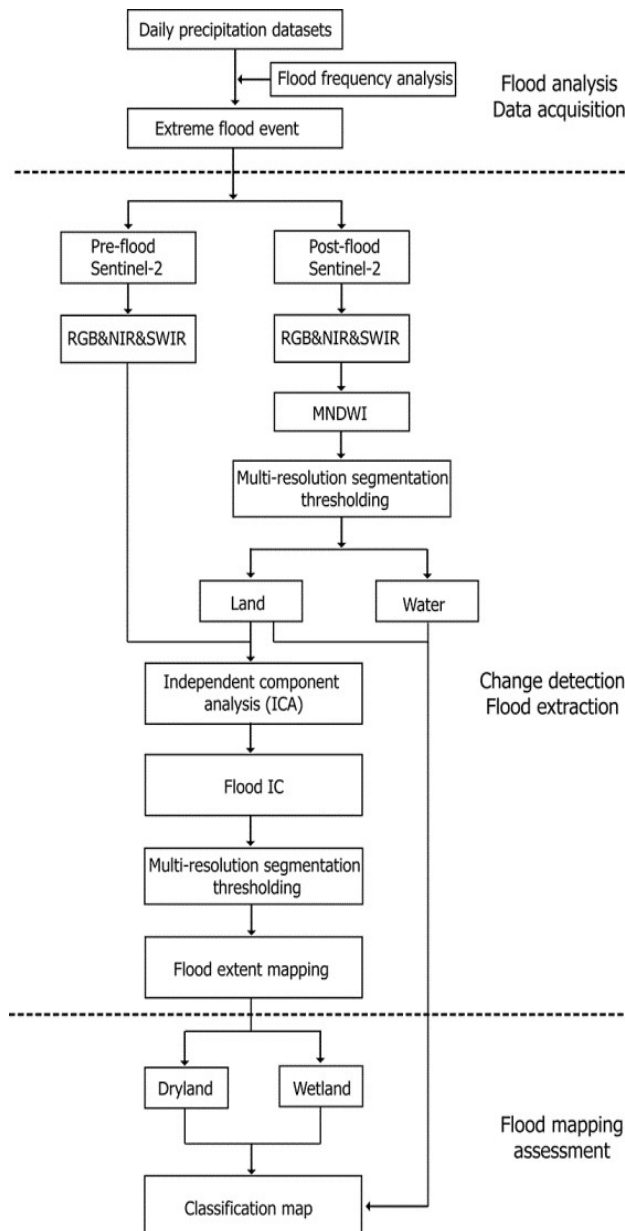 Daily precipitation datasets
Flood frequency analysis
Flood analysis
Data acquisition
Extreme flood event
Pre-flood
Sentinel-2
Post-flood
Sentinel-2
RGB&NIR&SWIR
RGB&NIR&SWIR
MNDWI
Multi-resolution segmentation
thresholding
Land
Water
Independent component
analysis (ICA)
Change detection
Flood extraction
Flood IC
Multi-resolution segmentation
thresholding
Flood extent mapping
Dryland
Wetland
Flood mapping
assessment
Classification map